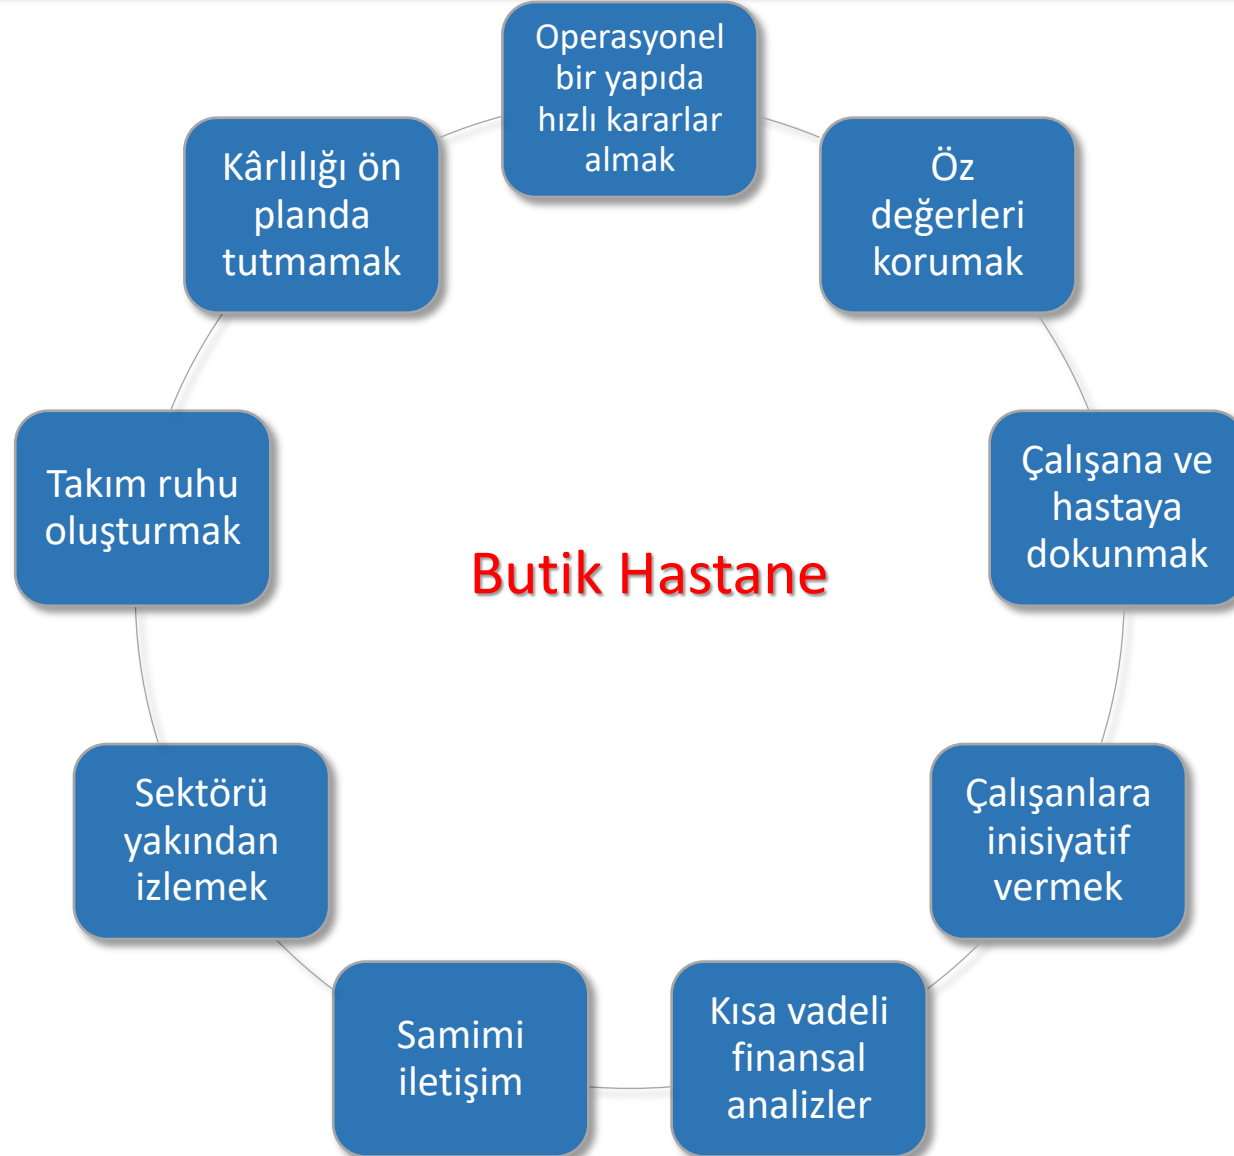 Operasyonel
bir yapıda
hızlı kararlar
almak
Öz
değerleri
korumak
Çalışana ve
hastaya
dokunmak
Çalışanlara
inisiyatif
vermek
Kısa vadeli
finansal
analizler
Samimi
iletişim
Sektörü
yakından
izlemek
Takım ruhu
oluşturmak
Kârlılığı ön
planda
tutmamak
Butik Hastane